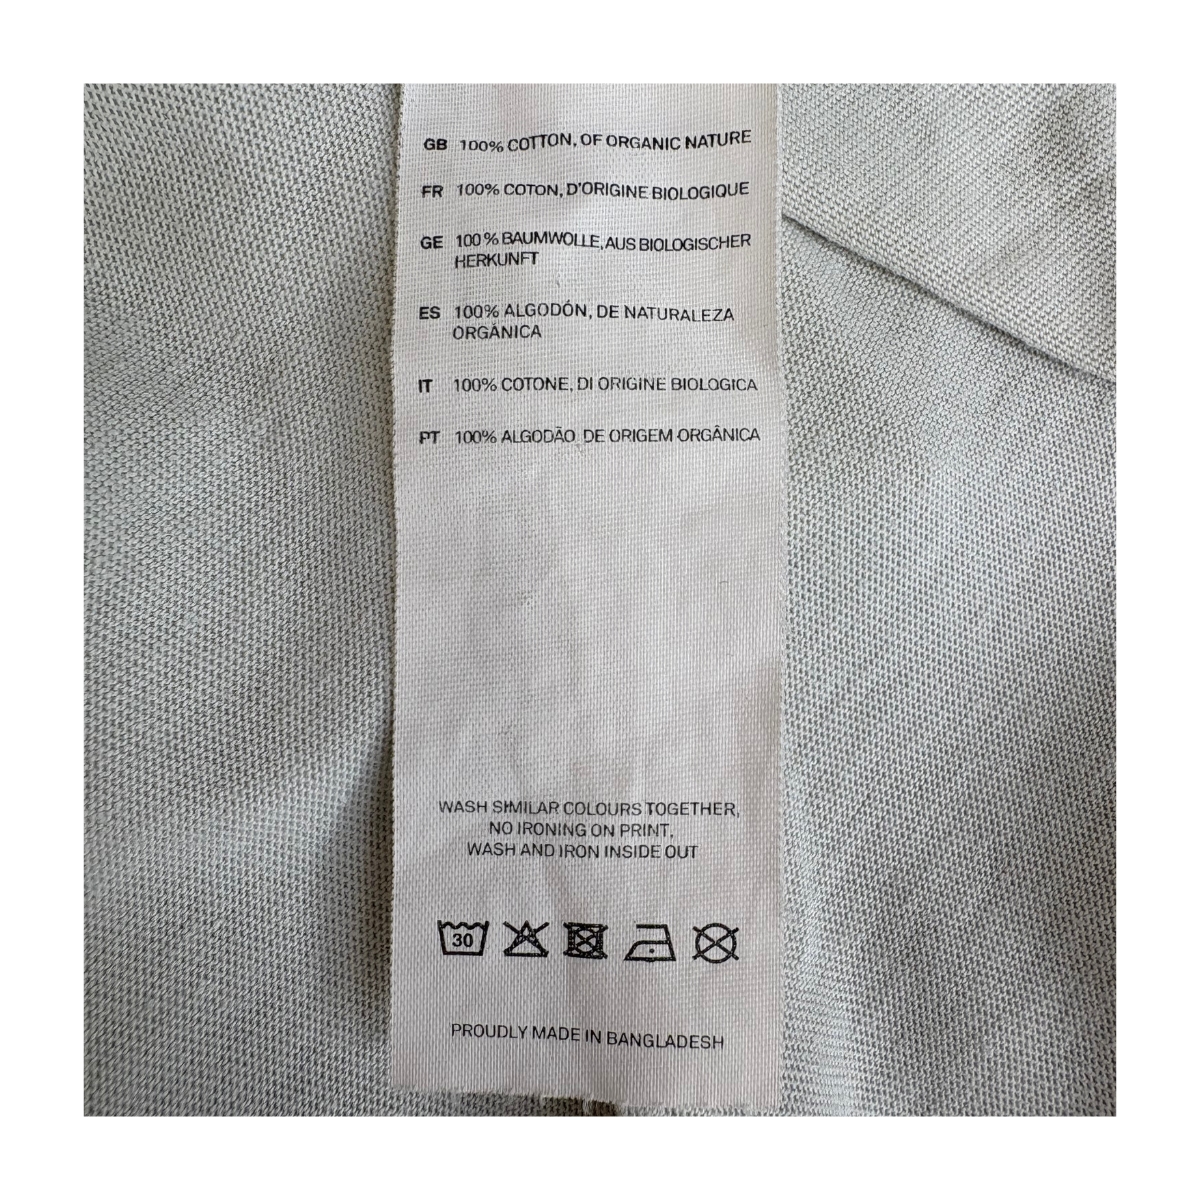 GB 100% COTTON, OF ORGANIC NATURE
FR 100% COTON, D'ORIGINE BIOLOGIQUE
GE 100% BAUMWOLLE, AUS BIOLOGISCHER
HERKUNFT
ES 100% ALGODÓN, DE NATURALEZA
ORGÂNICA
IT 100% COTONE, DI ORIGINE BIOLOGICA
PT 100% ALGODÃO, DE ORIGEM ORGÂNICA
WASH SIMILAR COLOURS TOGETHER,
NO IRONING ON PRINT,
WASH AND IRON INSIDE OUT
30
PROUDLY MADE IN BANGLADESH